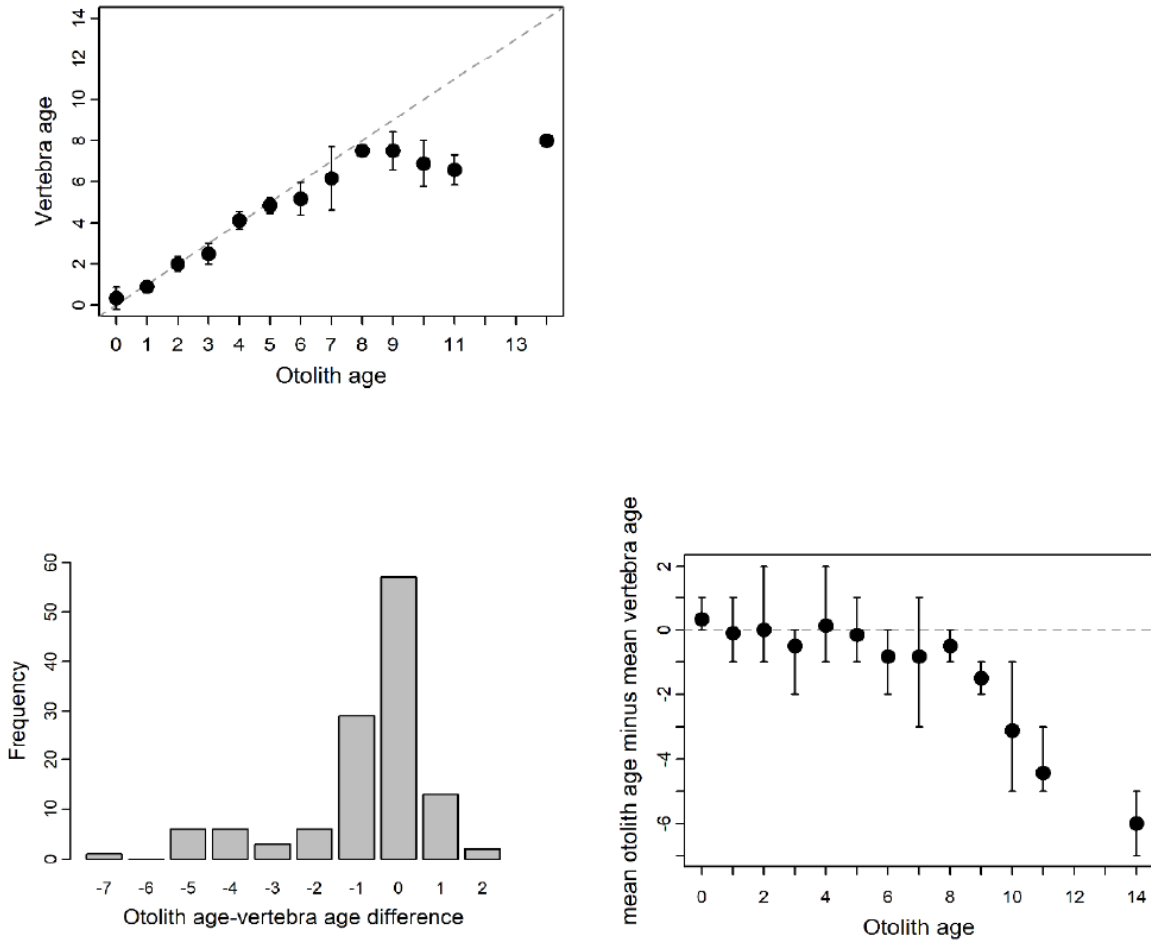 14
12
10
8
6
4
2
0
Vertebra age
0 1 2 3 4 5 6 7 8 9 11 13
Otolith age
60
50
40
30
20
10
0
Frequency
-7 -6 -5 -4 -3 -2 -1 0 1 2
Otolith age-vertebra age difference
mean otolith age minus mean vertebra age
2
0
-2
-4
-6
0 2 4 6 8 10 12 14
Otolith age